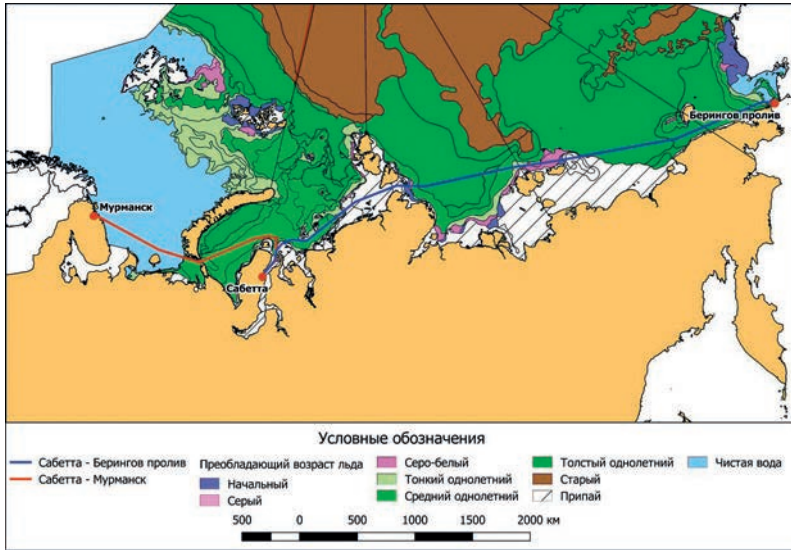 Берингов пролив
Мурманск
Сабетта
Условные обозначения
Сабетта - Берингов пролив
Сабетта - Мурманск
Преобладающий возраст льда
Начальный
Серый
Серо-белый
Тонкий однолетний
Средний однолетний
Толстый однолетний
Старый
Припай
Чистая вода
500 0 500 1000 1500 2000 км